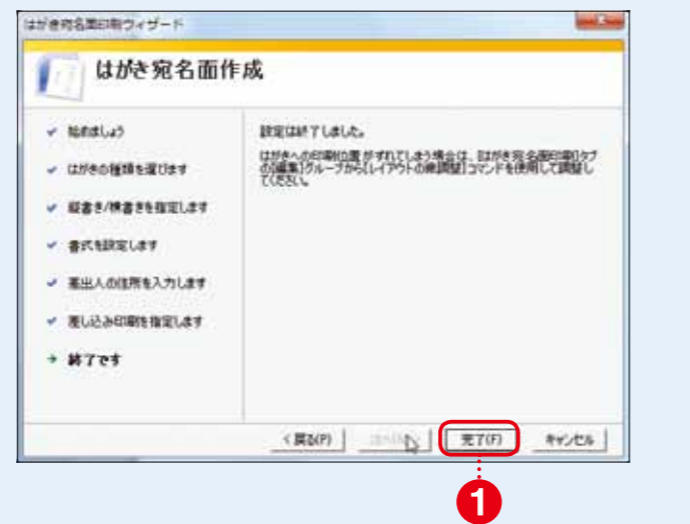 はがき宛名面印刷ウィザード
はがき宛名面作成
始めましょう
はがきの種類を選びます
縦書き/横書きを指定します
書式を設定します
差出人の住所を入力します
差し込み印刷を指定します
終了です
設定は終了しました。
はがきへの印刷位置がずれてしまう場合は、[はがき宛名面印刷]タブ
の[編集]グループから[レイアウトの微調整]コマンドを使用して調整し
てください。
< 戻る(P)
完了(F)
キャンセル
1